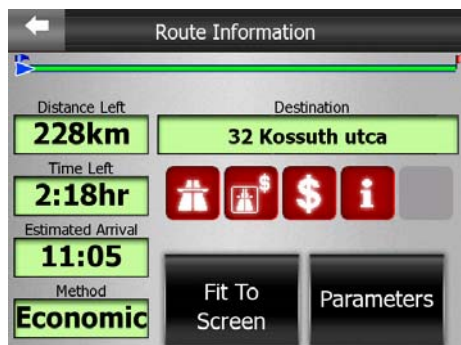 Route Information
Distance Left
228km
Destination
32 Kossuth utca
Time Left
2:18hr
$
$
i
Estimated Arrival
11:05
Method
Economic
Fit To
Screen
Parameters